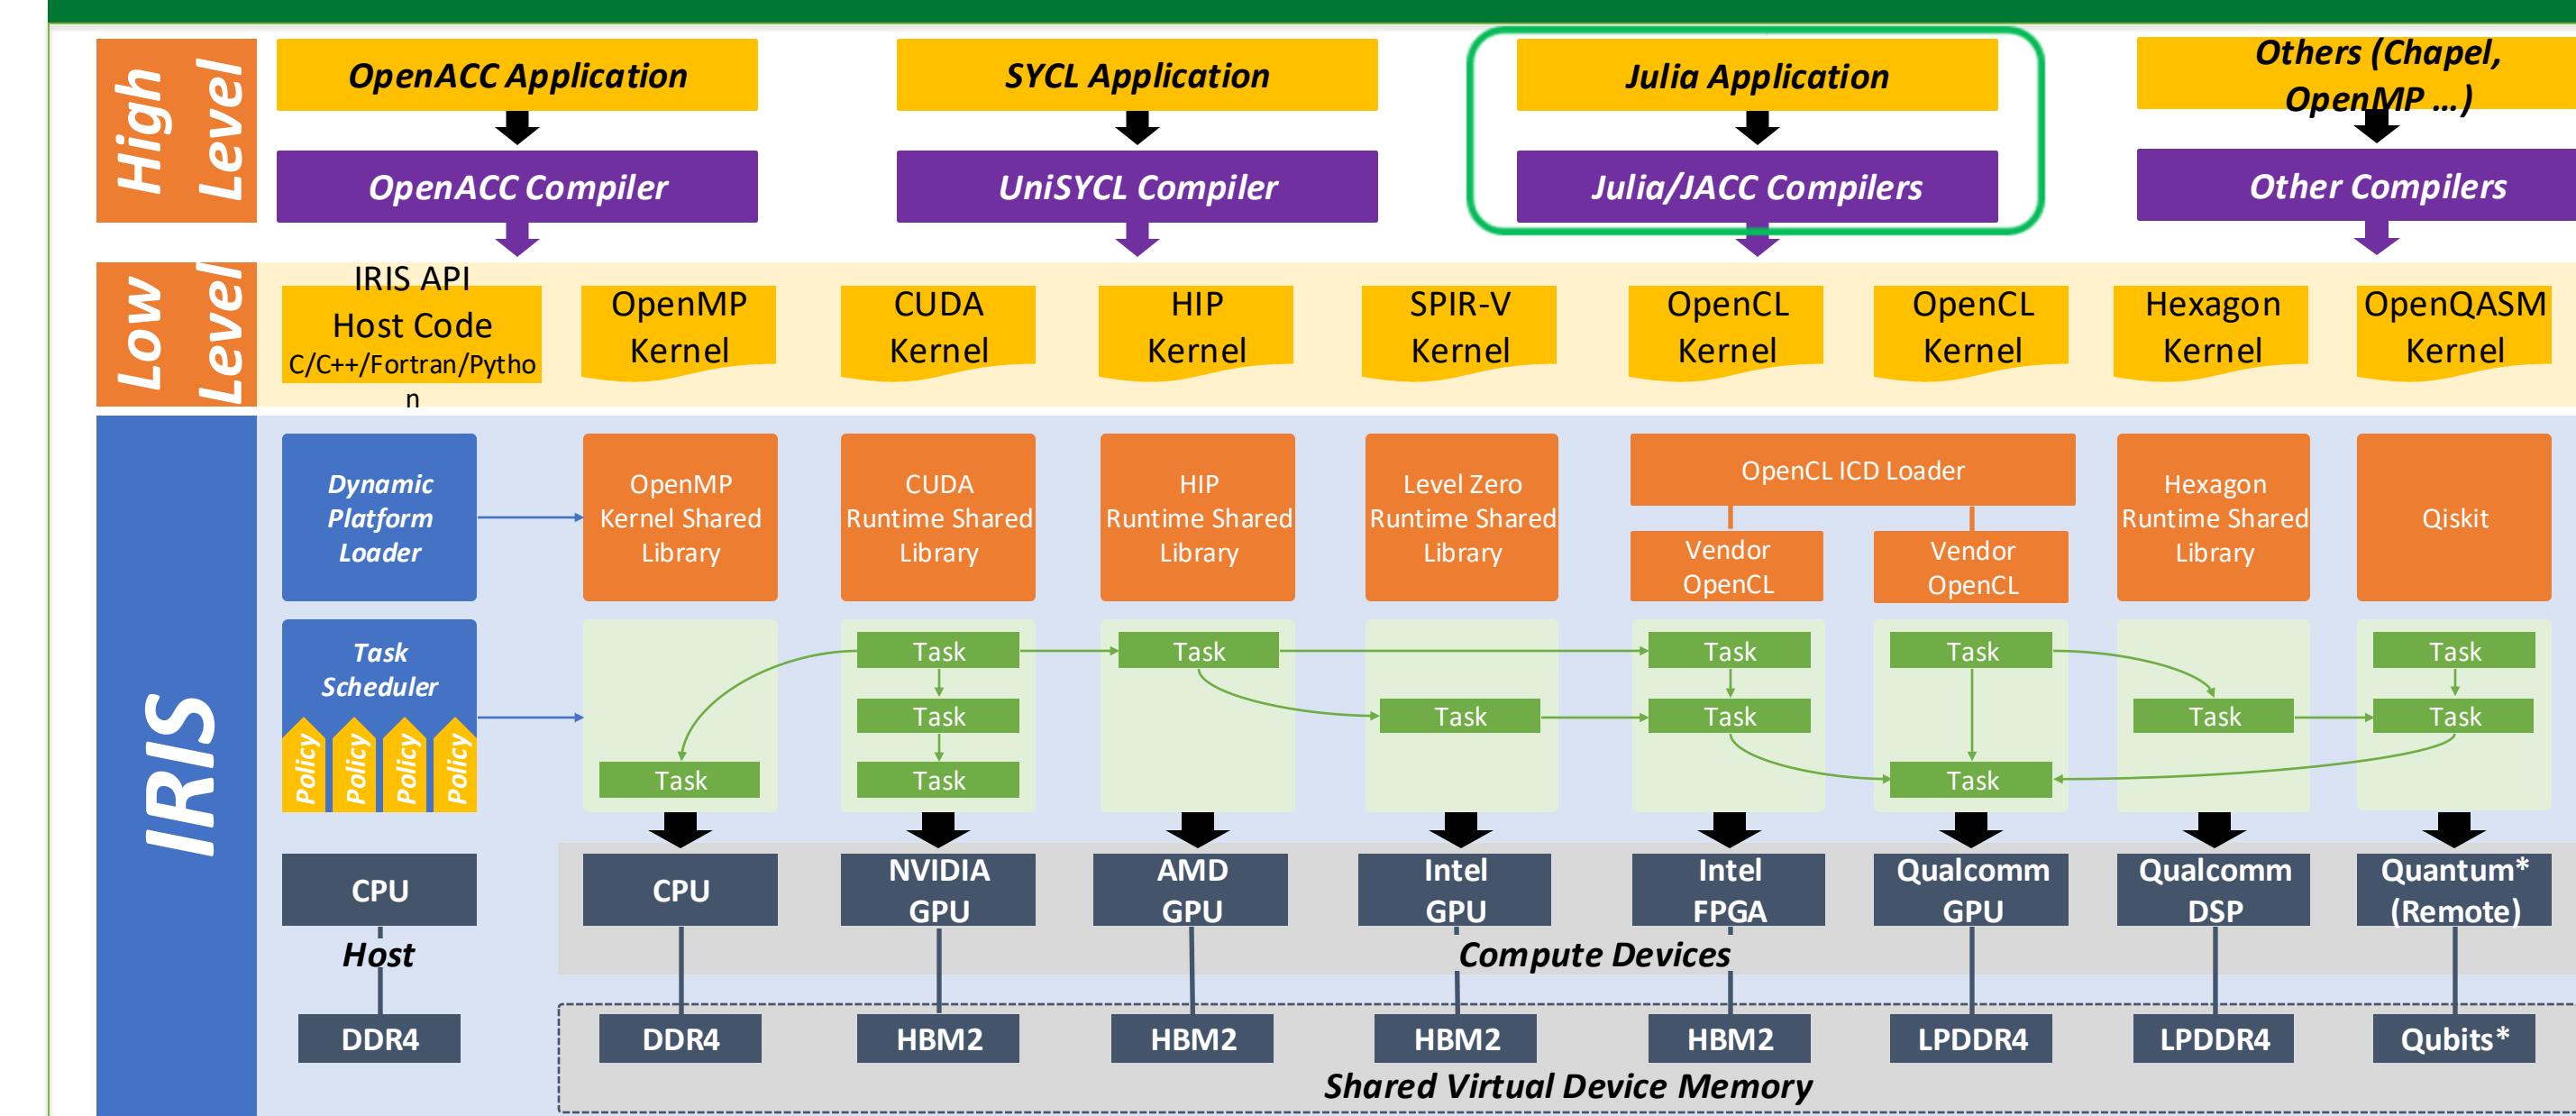 High
Level
OpenACC Application
SYCL Application
Julia Application
Others (Chapel,
OpenMP ...)
OpenACC Compiler
UniSYCL Compiler
Julia/JACC Compilers
Other Compilers
Low
Level
IRIS API
Host Code
C/C++/Fortran/Pytho
n
OpenMP
Kernel
CUDA
Kernel
HIP
Kernel
SPIR-V
Kernel
OpenCL
Kernel
OpenCL
Kernel
Hexagon
Kernel
OpenQASM
Kernel
IRIS
Dynamic
Platform
Loader
OpenMP
Kernel Shared
Library
CUDA
Runtime Shared
Library
HIP
Runtime Shared
Library
Level Zero
Runtime Shared
Library
OpenCL ICD Loader
Vendor
OpenCL
Vendor
OpenCL
Hexagon
Runtime Shared
Library
Qiskit
Task
Scheduler
Policy
Policy
Policy
Policy
Task
Task
Task
Task
Task
Task
Task
Task
Task
Task
Task
Task
Task
Task
CPU
CPU
NVIDIA
GPU
AMD
GPU
Intel
GPU
Intel
FPGA
Qualcomm
GPU
Qualcomm
DSP
Quantum*
(Remote)
Host
Compute Devices
DDR4
DDR4
HBM2
HBM2
HBM2
HBM2
LPDDR4
LPDDR4
Qubits*
Shared Virtual Device Memory